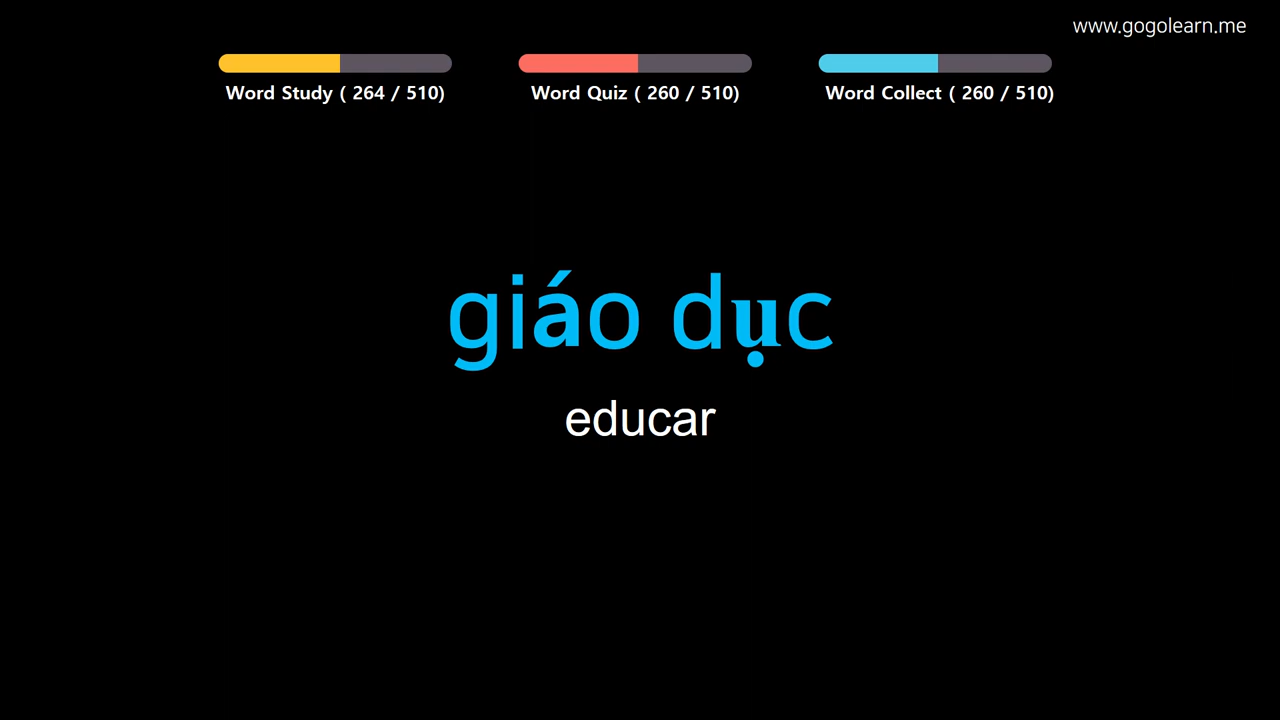 www.gogolearn.me
Word Study ( 264 / 510)
Word Quiz ( 260 / 510)
Word Collect ( 260 / 510)
giáo dục
educar